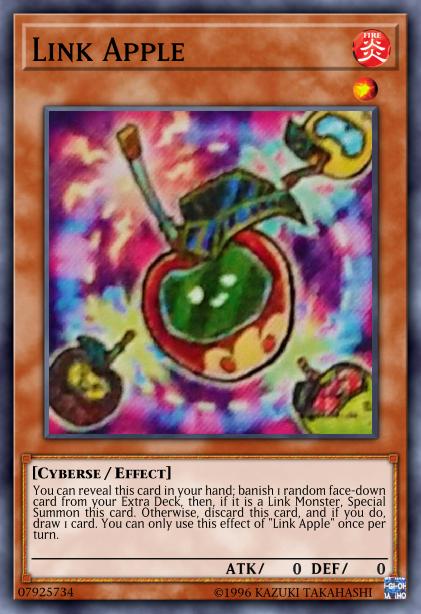 LINK APPLE
FIRE
炎
[CYBERSE / EFFECT]
You can reveal this card in your hand; banish 1 random face-down
card from your Extra Deck, then, if it is a Link Monster, Special
Summon this card. Otherwise, discard this card, and if you do,
draw 1 card. You can only use this effect of "Link Apple" once per
turn.
ATK/ 0 DEF/ 0
07925734 ©1996 KAZUKI TAKAHASHI